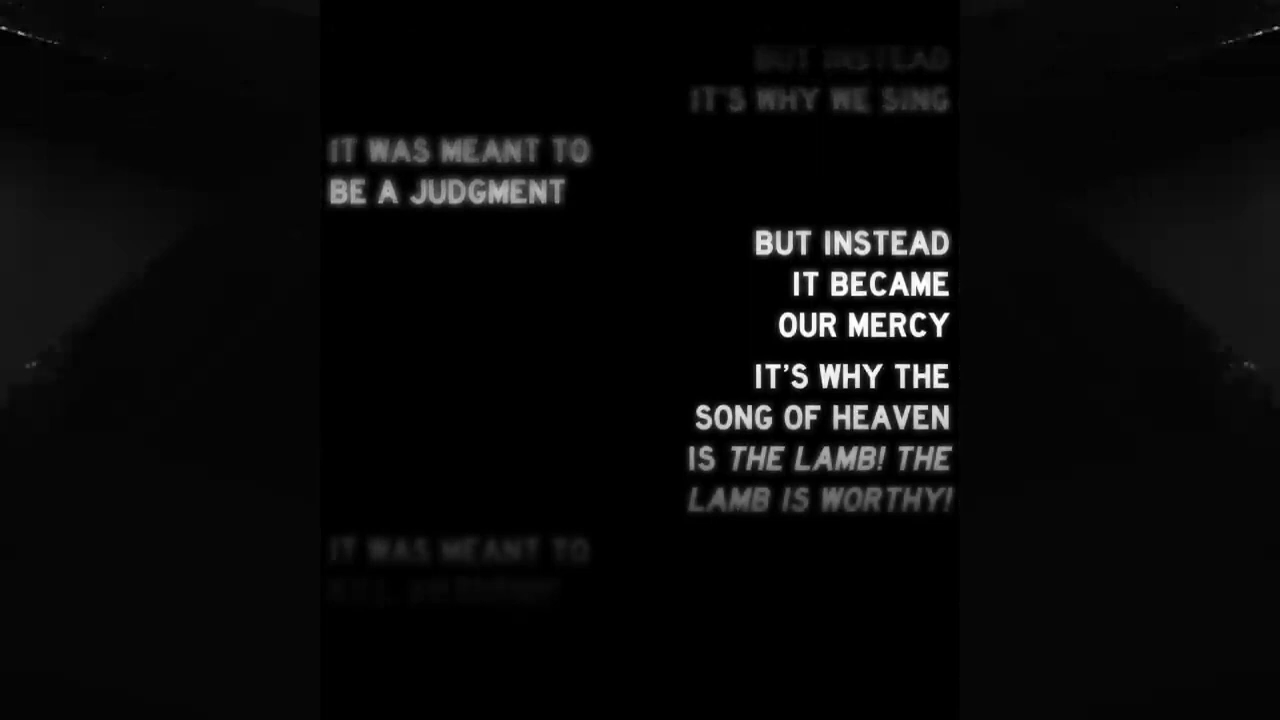 BUT INSTEAD
IT'S WHY WE SING
IT WAS MEANT TO
BE A JUDGMENT
BUT INSTEAD
IT BECAME
OUR MERCY
IT'S WHY THE
SONG OF HEAVEN
IS THE LAMB! THE
LAMB IS WORTHY!
IT WAS MEANT TO